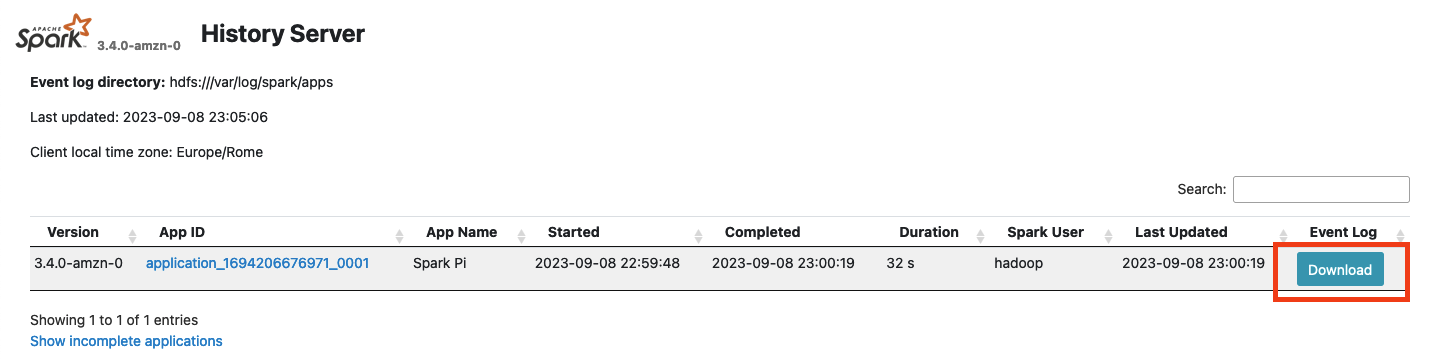 APACHE
Spark 3.4.0-amzn-0 History Server
Event log directory: hdfs:///var/log/spark/apps
Last updated: 2023-09-08 23:05:06
Client local time zone: Europe/Rome
Search:
Version App ID App Name Started Completed Duration Spark User Last Updated Event Log
3.4.0-amzn-0 application_1694206676971_0001 Spark Pi 2023-09-08 22:59:48 2023-09-08 23:00:19 32 s hadoop 2023-09-08 23:00:19 Download
Showing 1 to 1 of 1 entries
Show incomplete applications